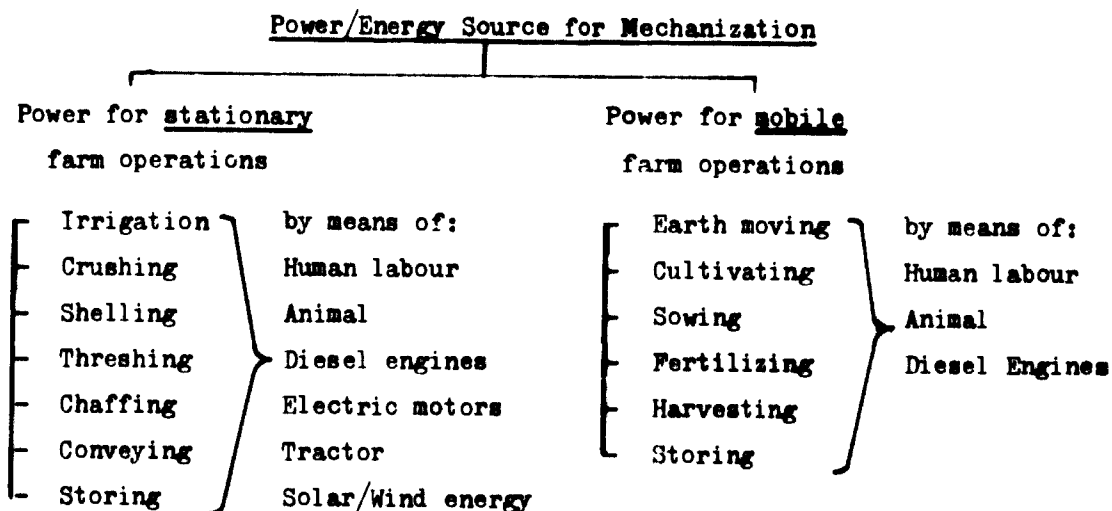 Power/Energy Source for Mechanization
Power for stationary
farm operations
Irrigation
Crushing
Shelling
Threshing
Chaffing
Conveying
Storing
by means of:
Human labour
Animal
Diesel engines
Electric motors
Tractor
Solar/Wind energy
Power for mobile
farm operations
Earth moving
Cultivating
Sowing
Fertilizing
Harvesting
Storing
by means of:
Human labour
Animal
Diesel Engines